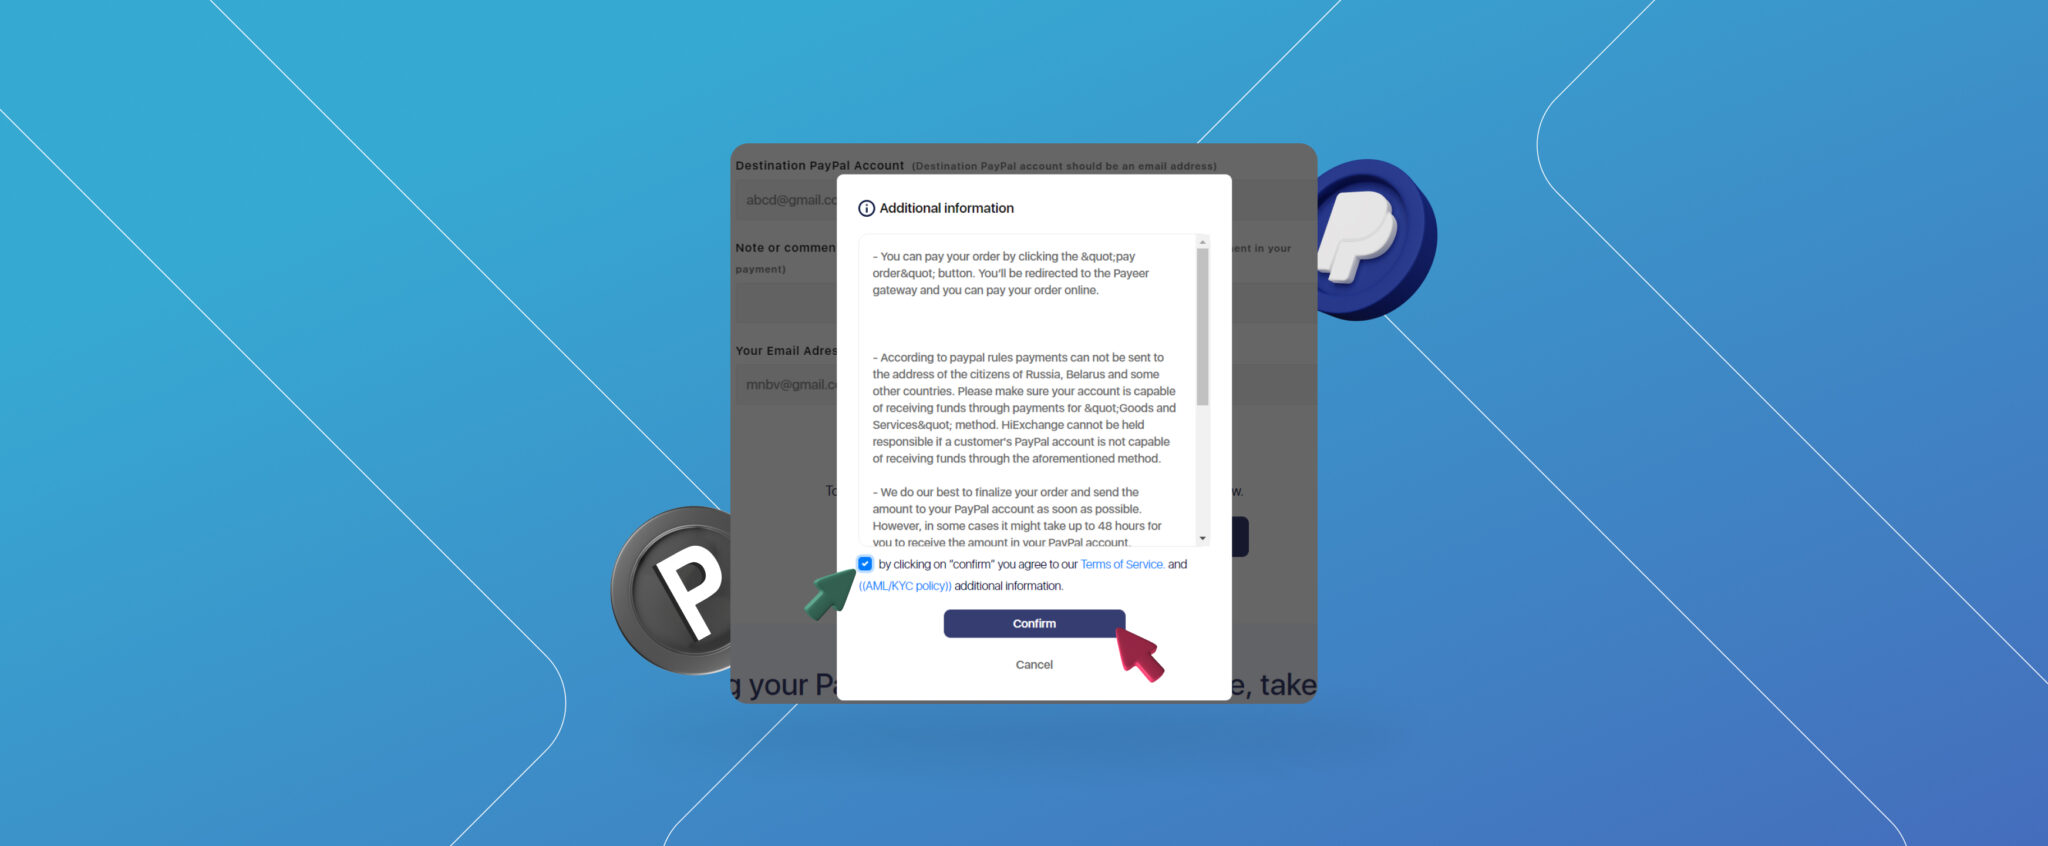 Destination PayPal Account (Destination PayPal account should be an email address)
abcd@gmail.co
Note or commen
ent in your
payment)
Your Email Adres
mnbv@gmail.c
Additional information
- You can pay your order by clicking the &quot;pay
order&quot; button. You'll be redirected to the Payeer
gateway and you can pay your order online.
- According to paypal rules payments can not be sent to
the address of the citizens of Russia, Belarus and some
other countries. Please make sure your account is capable
of receiving funds through payments for &quot;Goods and
Services&quot; method. HiExchange cannot be held
responsible if a customer's PayPal account is not capable
of receiving funds through the aforementioned method.
- We do our best to finalize your order and send the
amount to your PayPal account as soon as possible.
However, in some cases it might take up to 48 hours for
you to receive the amount in your PayPal account.
To
w.
by clicking on "confirm" you agree to our Terms of Service. and
((AML/KYC policy)) additional information.
Confirm
Cancel
g your Pa
e, take
P